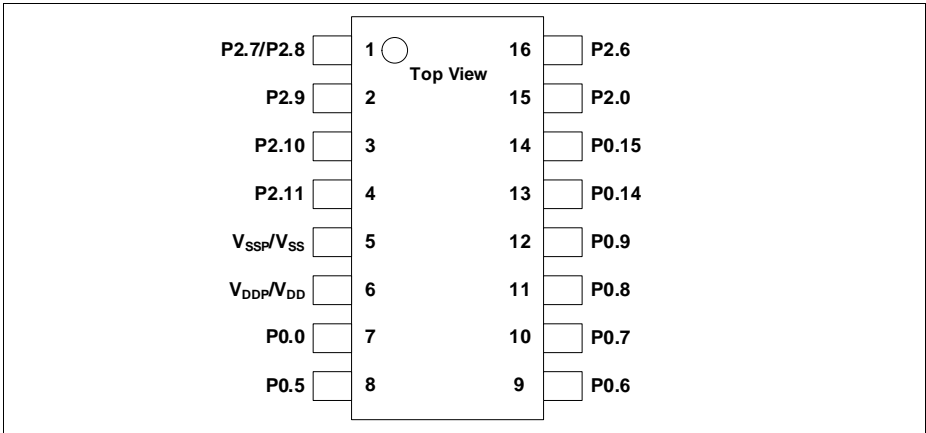 P2.7/P2.8 1 16 P2.6
Top View
P2.9 2 15 P2.0
P2.10 3 14 P0.15
P2.11 4 13 P0.14
VSSP/VSS 5 12 P0.9
VDDP/VDD 6 11 P0.8
P0.0 7 10 P0.7
P0.5 8 9 P0.6